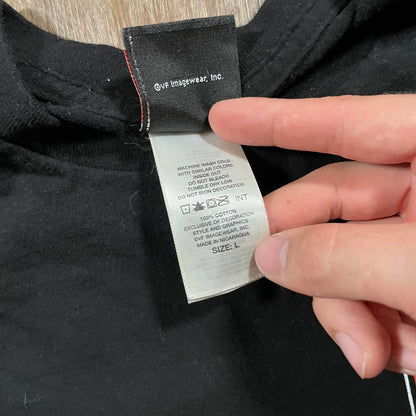 ©VF Imagewear, Inc.
MACHINE WASH COLD
WITH SIMILAR COLORS
INSIDE OUT
DO NOT BLEACH
TUMBLE DRY LOW
DO NOT IRON DECORATION
INT
100% COTTON
EXCLUSIVE OF DECORATION
STYLE AND GRAPHICS
©VF IMAGEWEAR, INC.
MADE IN NICARAGUA
SIZE: L